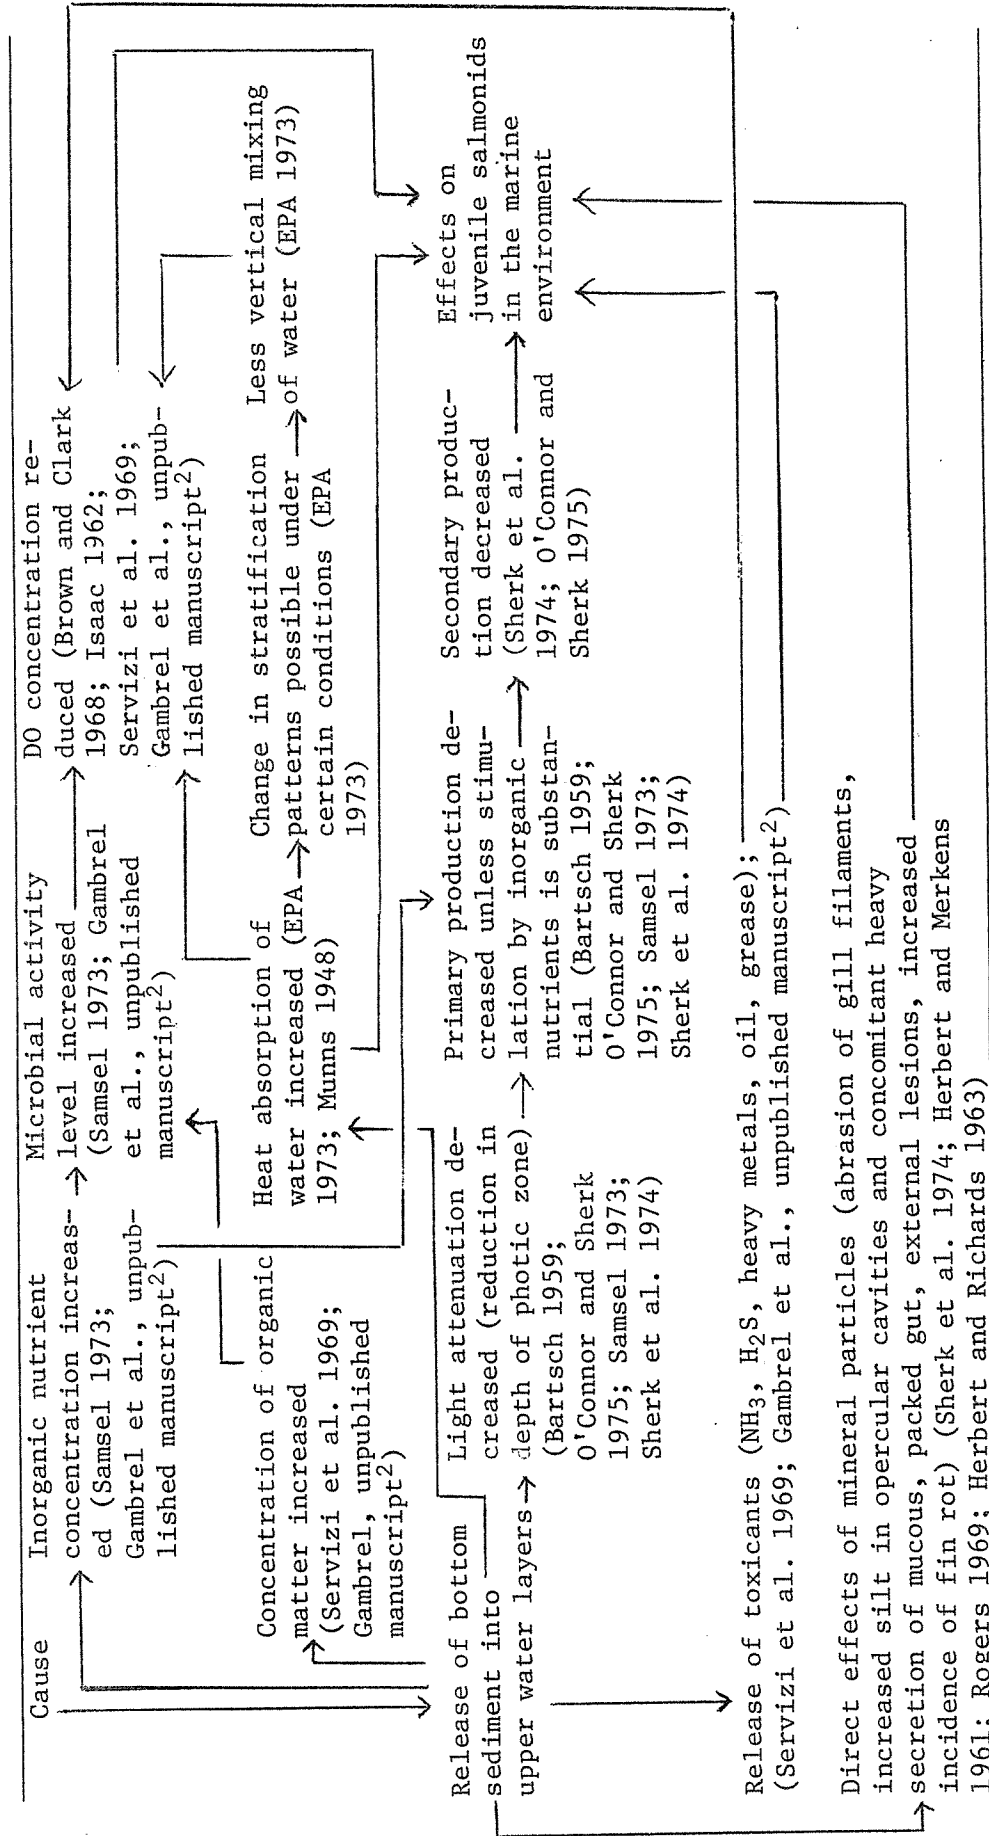 Cause
Inorganic nutrient
concentration increas-
ed (Samsel 1973;
Gambrel et al., unpub-
lished manuscript²)
Microbial activity
level increased
(Samsel 1973; Gambrel
et al., unpublished
manuscript²)
DO concentration re-
duced (Brown and Clark
1968; Isaac 1962;
Servizi et al. 1969;
Gambrel et al., unpub-
lished manuscript²)
Concentration of organic
matter increased
(Servizi et al. 1969;
Gambrel, unpublished
manuscript²)
Heat absorption of
water increased (EPA
1973; Munns 1948)
Change in stratification
patterns possible under
certain conditions (EPA
1973)
Less vertical mixing
of water (EPA 1973)
Release of bottom
sediment into
upper water layers
Light attenuation de-
creased (reduction in
depth of photic zone)
(Bartsch 1959;
O'Connor and Sherk
1975; Samsel 1973;
Sherk et al. 1974)
Primary production de-
creased unless stimu-
lation by inorganic
nutrients is substan-
tial (Bartsch 1959;
O'Connor and Sherk
1975; Samsel 1973;
Sherk et al. 1974)
Secondary produc-
tion decreased
(Sherk et al.
1974; O'Connor and
Sherk 1975)
Effects on
juvenile salmonids
in the marine
environment
Release of toxicants (NH₃, H₂S, heavy metals, oil, grease);
(Servizi et al. 1969; Gambrel et al., unpublished manuscript²)
Direct effects of mineral particles (abrasion of gill filaments,
increased silt in opercular cavities and concomitant heavy
secretion of mucous, packed gut, external lesions, increased
incidence of fin rot) (Sherk et al. 1974; Herbert and Merkens
1961; Rogers 1969; Herbert and Richards 1963)